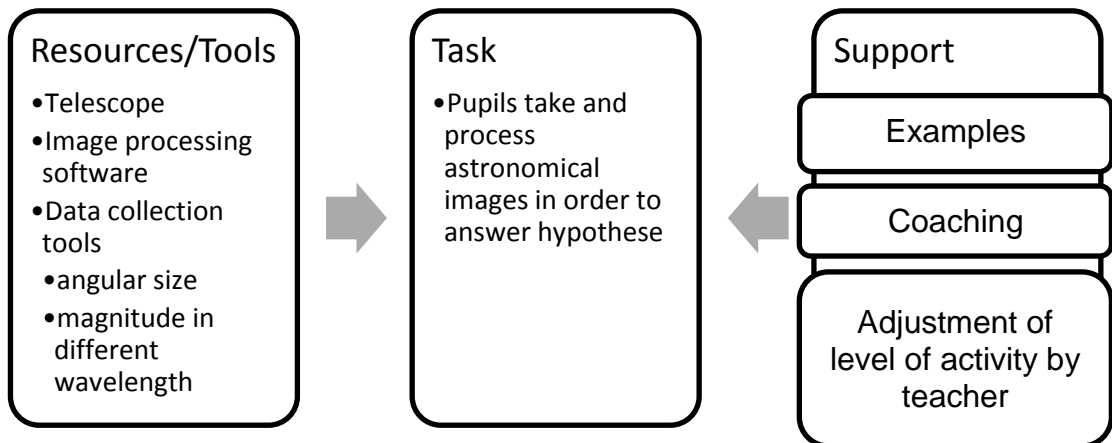 Resources/Tools
•Telescope
•Image processing
software
•Data collection
tools
•angular size
•magnitude in
different
wavelength
Task
•Pupils take and
process
astronomical
images in order to
answer hypothese
Support
Examples
Coaching
Adjustment of
level of activity by
teacher